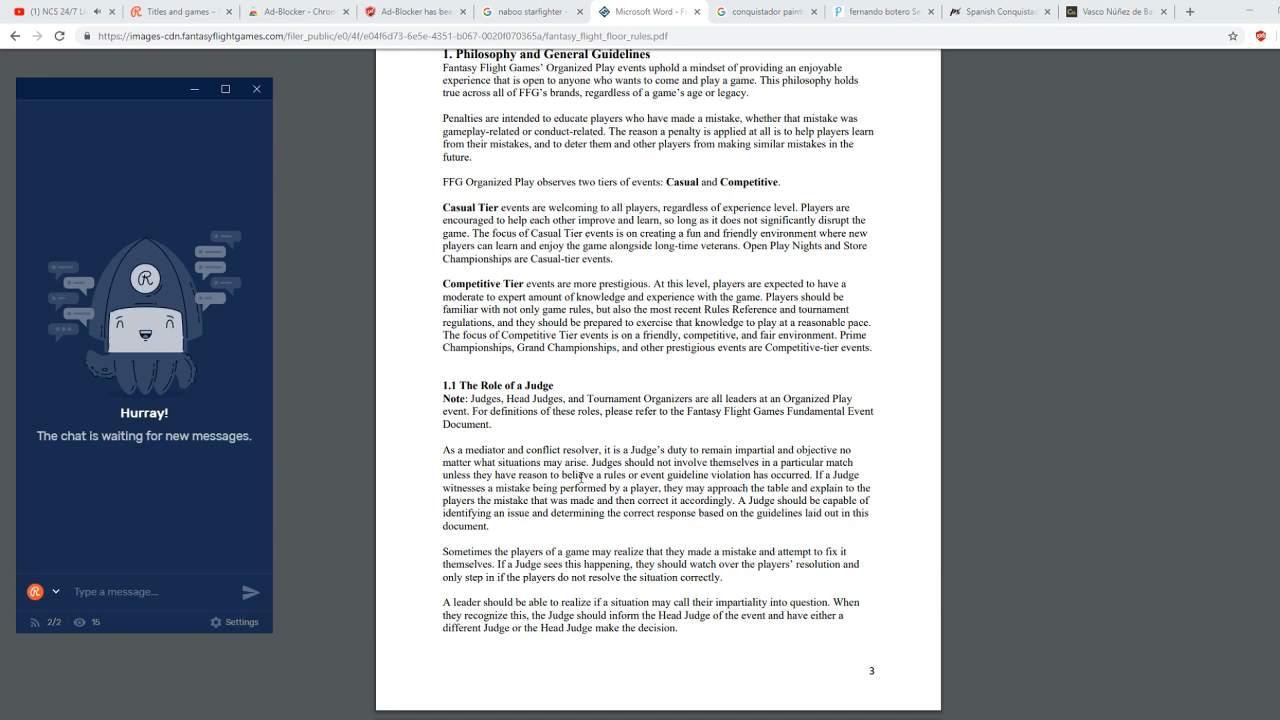 (1) NCS 24/7 Li
Titles and games –
Ad-Blocker - Chrom
Ad-Blocker has bee
naboo starfighter -
Microsoft Word - Fa
conquistador painti
fernando botero Se
Spanish Conquistad
Vasco Núñez de Bal
https://images-cdn.fantasyflightgames.com/filer_public/e0/4f/e04f6d73-6e5e-4351-b067-0020f070365a/fantasy_flight_floor_rules.pdf
Hurray!
The chat is waiting for new messages.
Type a message...
2/2
15
Settings
1. Philosophy and General Guidelines
Fantasy Flight Games’ Organized Play events uphold a mindset of providing an enjoyable
experience that is open to anyone who wants to come and play a game. This philosophy holds
true across all of FFG’s brands, regardless of a game’s age or legacy.
Penalties are intended to educate players who have made a mistake, whether that mistake was
gameplay-related or conduct-related. The reason a penalty is applied at all is to help players learn
from their mistakes, and to deter them and other players from making similar mistakes in the
future.
FFG Organized Play observes two tiers of events: Casual and Competitive.
Casual Tier events are welcoming to all players, regardless of experience level. Players are
encouraged to help each other improve and learn, so long as it does not significantly disrupt the
game. The focus of Casual Tier events is on creating a fun and friendly environment where new
players can learn and enjoy the game alongside long-time veterans. Open Play Nights and Store
Championships are Casual-tier events.
Competitive Tier events are more prestigious. At this level, players are expected to have a
moderate to expert amount of knowledge and experience with the game. Players should be
familiar with not only game rules, but also the most recent Rules Reference and tournament
regulations, and they should be prepared to exercise that knowledge to play at a reasonable pace.
The focus of Competitive Tier events is on a friendly, competitive, and fair environment. Prime
Championships, Grand Championships, and other prestigious events are Competitive-tier events.
1.1 The Role of a Judge
Note: Judges, Head Judges, and Tournament Organizers are all leaders at an Organized Play
event. For definitions of these roles, please refer to the Fantasy Flight Games Fundamental Event
Document.
As a mediator and conflict resolver, it is a Judge’s duty to remain impartial and objective no
matter what situations may arise. Judges should not involve themselves in a particular match
unless they have reason to believe a rules or event guideline violation has occurred. If a Judge
witnesses a mistake being performed by a player, they may approach the table and explain to the
players the mistake that was made and then correct it accordingly. A Judge should be capable of
identifying an issue and determining the correct response based on the guidelines laid out in this
document.
Sometimes the players of a game may realize that they made a mistake and attempt to fix it
themselves. If a Judge sees this happening, they should watch over the players’ resolution and
only step in if the players do not resolve the situation correctly.
A leader should be able to realize if a situation may call their impartiality into question. When
they recognize this, the Judge should inform the Head Judge of the event and have either a
different Judge or the Head Judge make the decision.
3